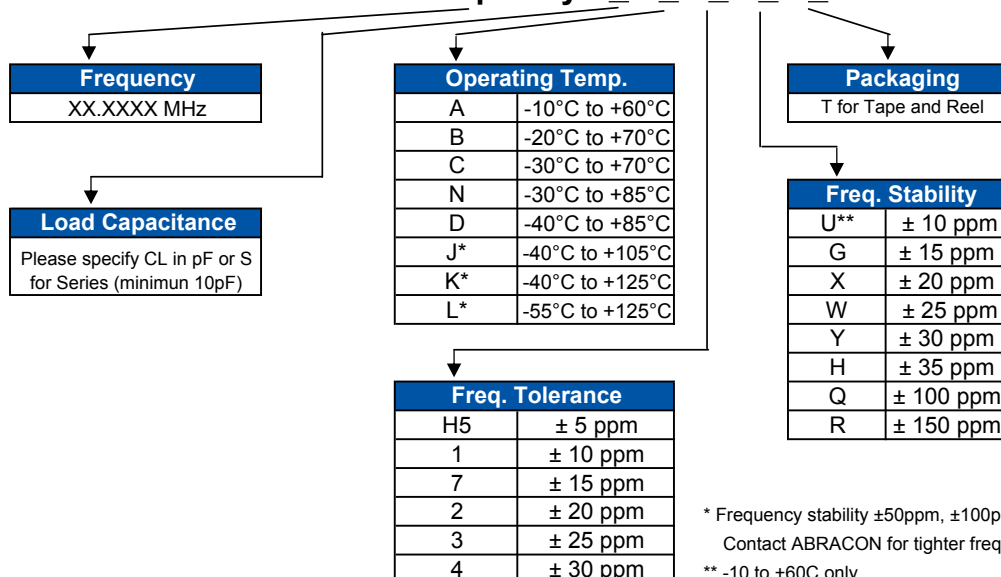 Frequency
XX.XXXX MHz
Load Capacitance
Please specify CL in pF or S
for Series (minimun 10pF)
Operating Temp.
A -10°C to +60°C
B -20°C to +70°C
C -30°C to +70°C
N -30°C to +85°C
D -40°C to +85°C
J* -40°C to +105°C
K* -40°C to +125°C
L* -55°C to +125°C
Freq. Tolerance
H5 ± 5 ppm
1 ± 10 ppm
7 ± 15 ppm
2 ± 20 ppm
3 ± 25 ppm
4 ± 30 ppm
Packaging
T for Tape and Reel
Freq. Stability
U** ± 10 ppm
G ± 15 ppm
X ± 20 ppm
W ± 25 ppm
Y ± 30 ppm
H ± 35 ppm
Q ± 100 ppm
R ± 150 ppm
* Frequency stability ±50ppm, ±100p
Contact ABRACON for tighter freq
** -10 to +60C only